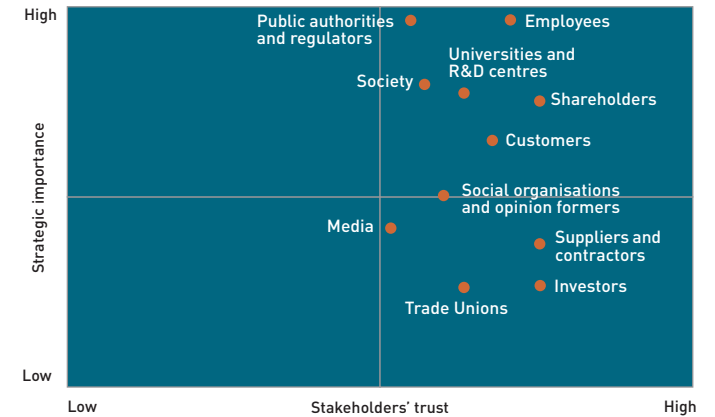 High
Public authorities
and regulators
Employees
Universities and
R&D centres
Society
Shareholders
Customers
Strategic importance
Social organisations
and opinion formers
Media
Suppliers and
contractors
Investors
Trade Unions
Low
Low
Stakeholders’ trust
High